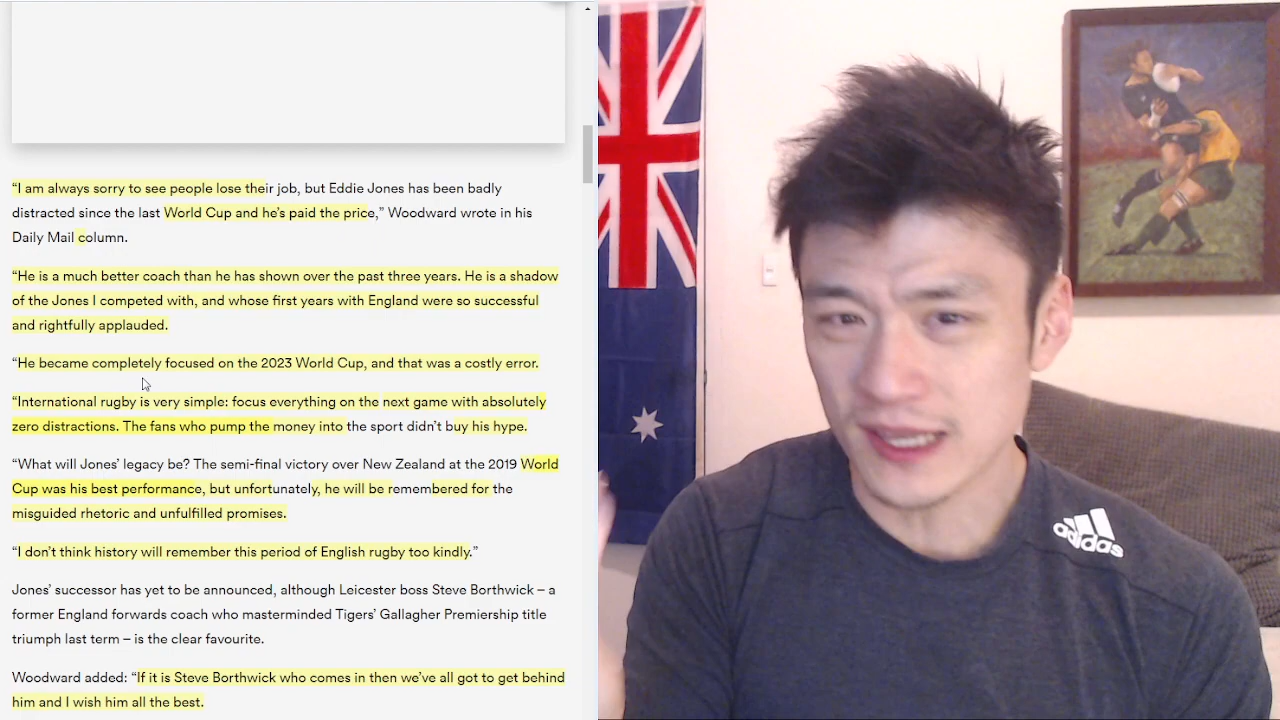 “I am always sorry to see people lose their job, but Eddie Jones has been badly
distracted since the last World Cup and he’s paid the price,” Woodward wrote in his
Daily Mail column.
“He is a much better coach than he has shown over the past three years. He is a shadow
of the Jones I competed with, and whose first years with England were so successful
and rightfully applauded.
“He became completely focused on the 2023 World Cup, and that was a costly error.
“International rugby is very simple: focus everything on the next game with absolutely
zero distractions. The fans who pump the money into the sport didn’t buy his hype.
“What will Jones’ legacy be? The semi-final victory over New Zealand at the 2019 World
Cup was his best performance, but unfortunately, he will be remembered for the
misguided rhetoric and unfulfilled promises.
“I don’t think history will remember this period of English rugby too kindly.”
Jones’ successor has yet to be announced, although Leicester boss Steve Borthwick – a
former England forwards coach who masterminded Tigers’ Gallagher Premiership title
triumph last term – is the clear favourite.
Woodward added: “If it is Steve Borthwick who comes in then we’ve all got to get behind
him and I wish him all the best.
adidas